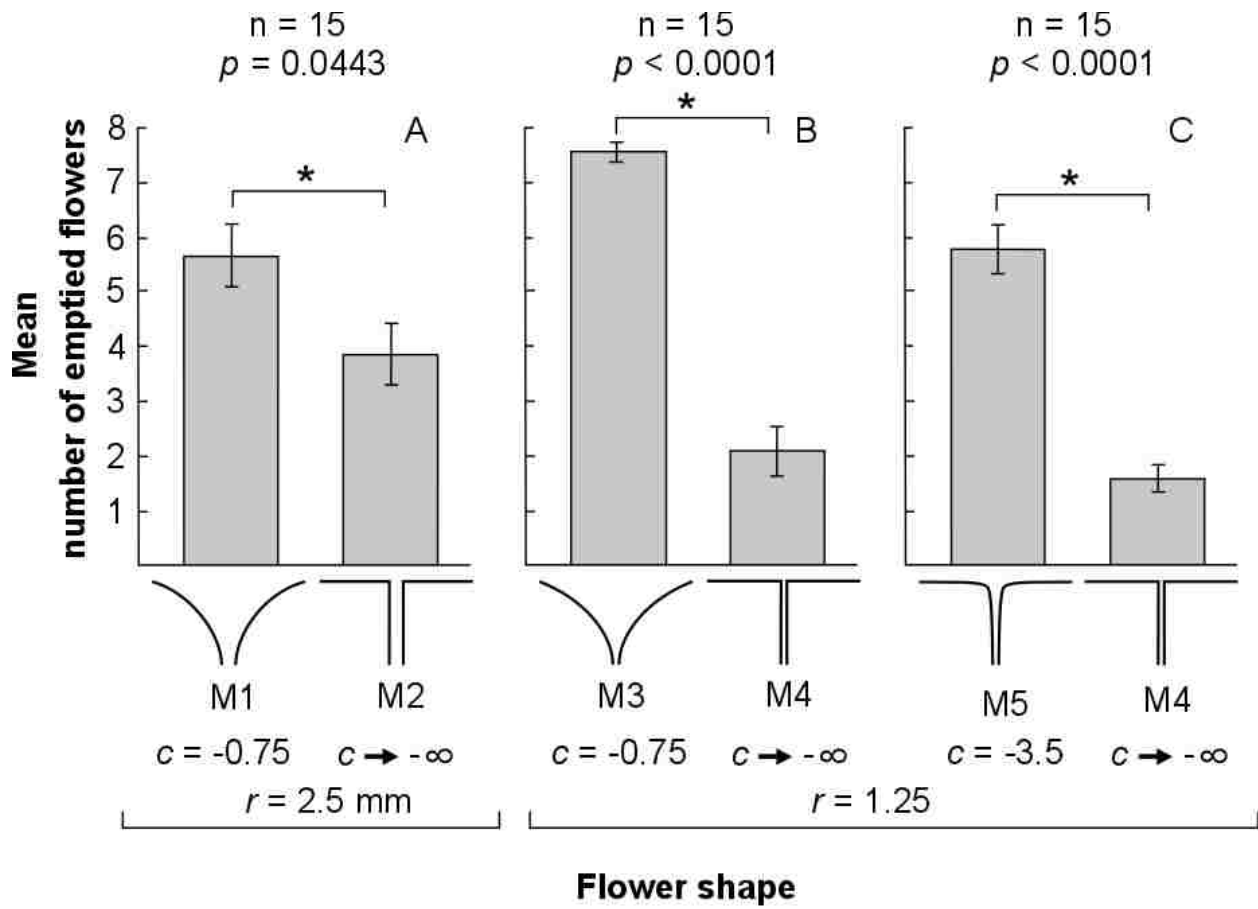 n = 15
p = 0.0443
n = 15
p < 0.0001
n = 15
p < 0.0001
Mean
number of emptied flowers
8
7
6
5
4
3
2
1
A
*
B
*
C
*
M1
M2
M3
M4
M5
M4
c = -0.75
c → -∞
c = -0.75
c → -∞
c = -3.5
c → -∞
r = 2.5 mm
r = 1.25
Flower shape